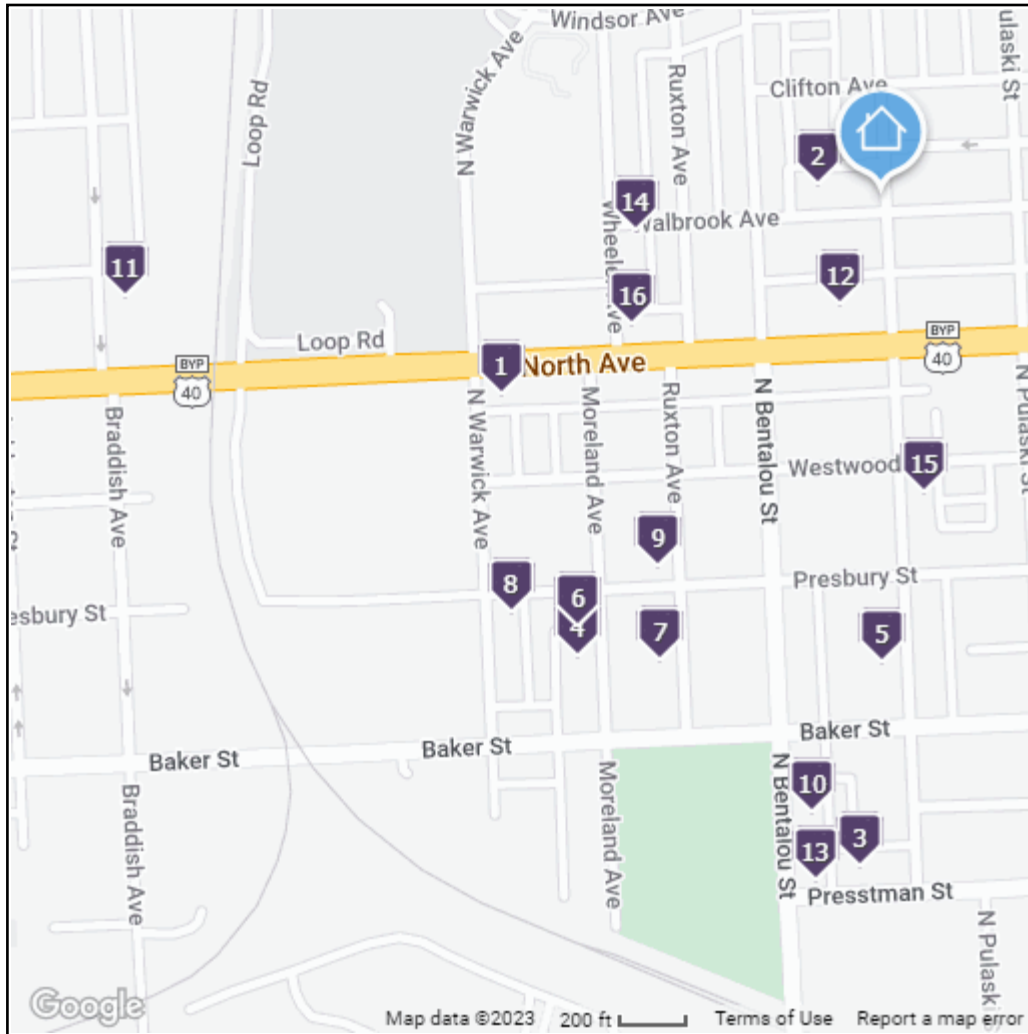 Windsor Ave
ulaski St
Loop Rd
N Warwick Ave
Ruxton Ave
Clifton Ave
2
14
Walbrook Ave
Wheeler Ave
11
12
16
Loop Rd
BYP
40
1
North Ave
BYP
40
N Warwick Ave
Moreland Ave
Ruxton Ave
N Bentalou St
N Pulaski St
Braddish Ave
Westwood
15
9
8
6
4
7
5
Presbury St
esbury St
Baker St
Baker St
Baker St
10
3
13
Braddish Ave
Moreland Ave
N Bentalou St
Presstman St
N Pulaski
Google
Map data ©2023
200 ft
Terms of Use
Report a map error